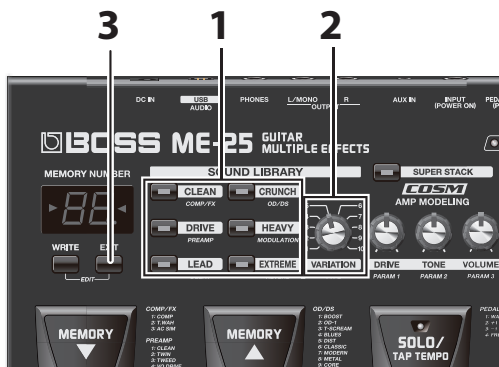 3 1 2
DC IN USB PHONES L/MONO R AUX IN INPUT
AUDIO OUTPUT (POWER ON)
BOSS ME-25 GUITAR
MULTIPLE EFFECTS
MEMORY NUMBER SOUND LIBRARY SUPER STACK
CLEAN CRUNCH COSM
COMP/FX OD/DS AMP MODELING
6
DRIVE HEAVY
PREAMP MODULATION
9
10
WRITE EXIT
EDIT
LEAD EXTREME VARIATION DRIVE TONE VOLUME
PARAM 1 PARAM 2 PARAM 3
COMP/FX
1: COMP
2: T.WAH
3: AC SIM
PREAMP
1: CLEAN
2: TWIN
3: TWEED
MEMORY
MEMORY
OD/DS
1: BOOST
2: OD-1
3: T-SCREAM
4: BLUES
5: DIST
6: CLASSIC
7: MODERN
8: METAL
9: CORE
SOLO/
TAP TEMPO